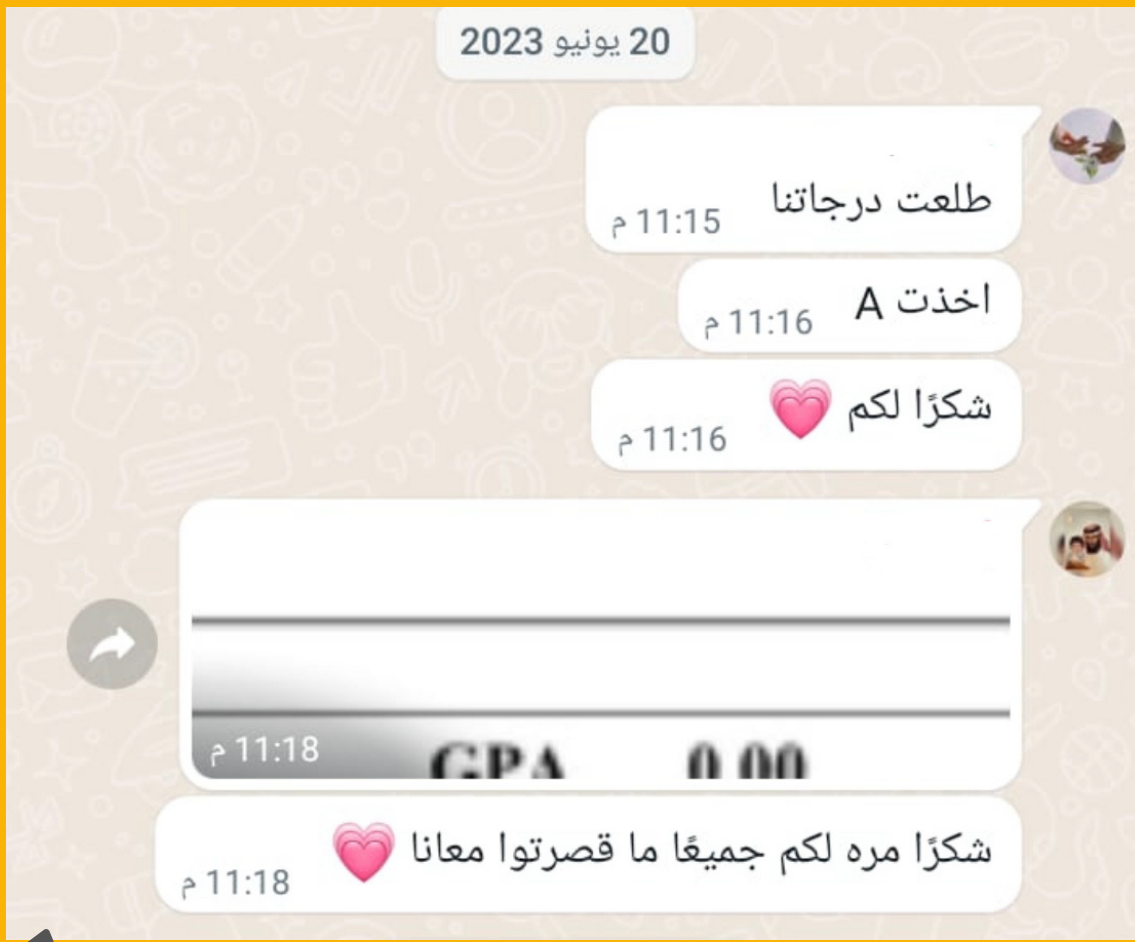 20 يونيو 2023
طلعت درجاتنا
11:15 م
اخذت A
11:16 م
شكرًا لكم 💗
11:16 م
GPA 0.00
11:18 م
شكرًا مره لكم جميعًا ما قصرتوا معانا 💗
11:18 م